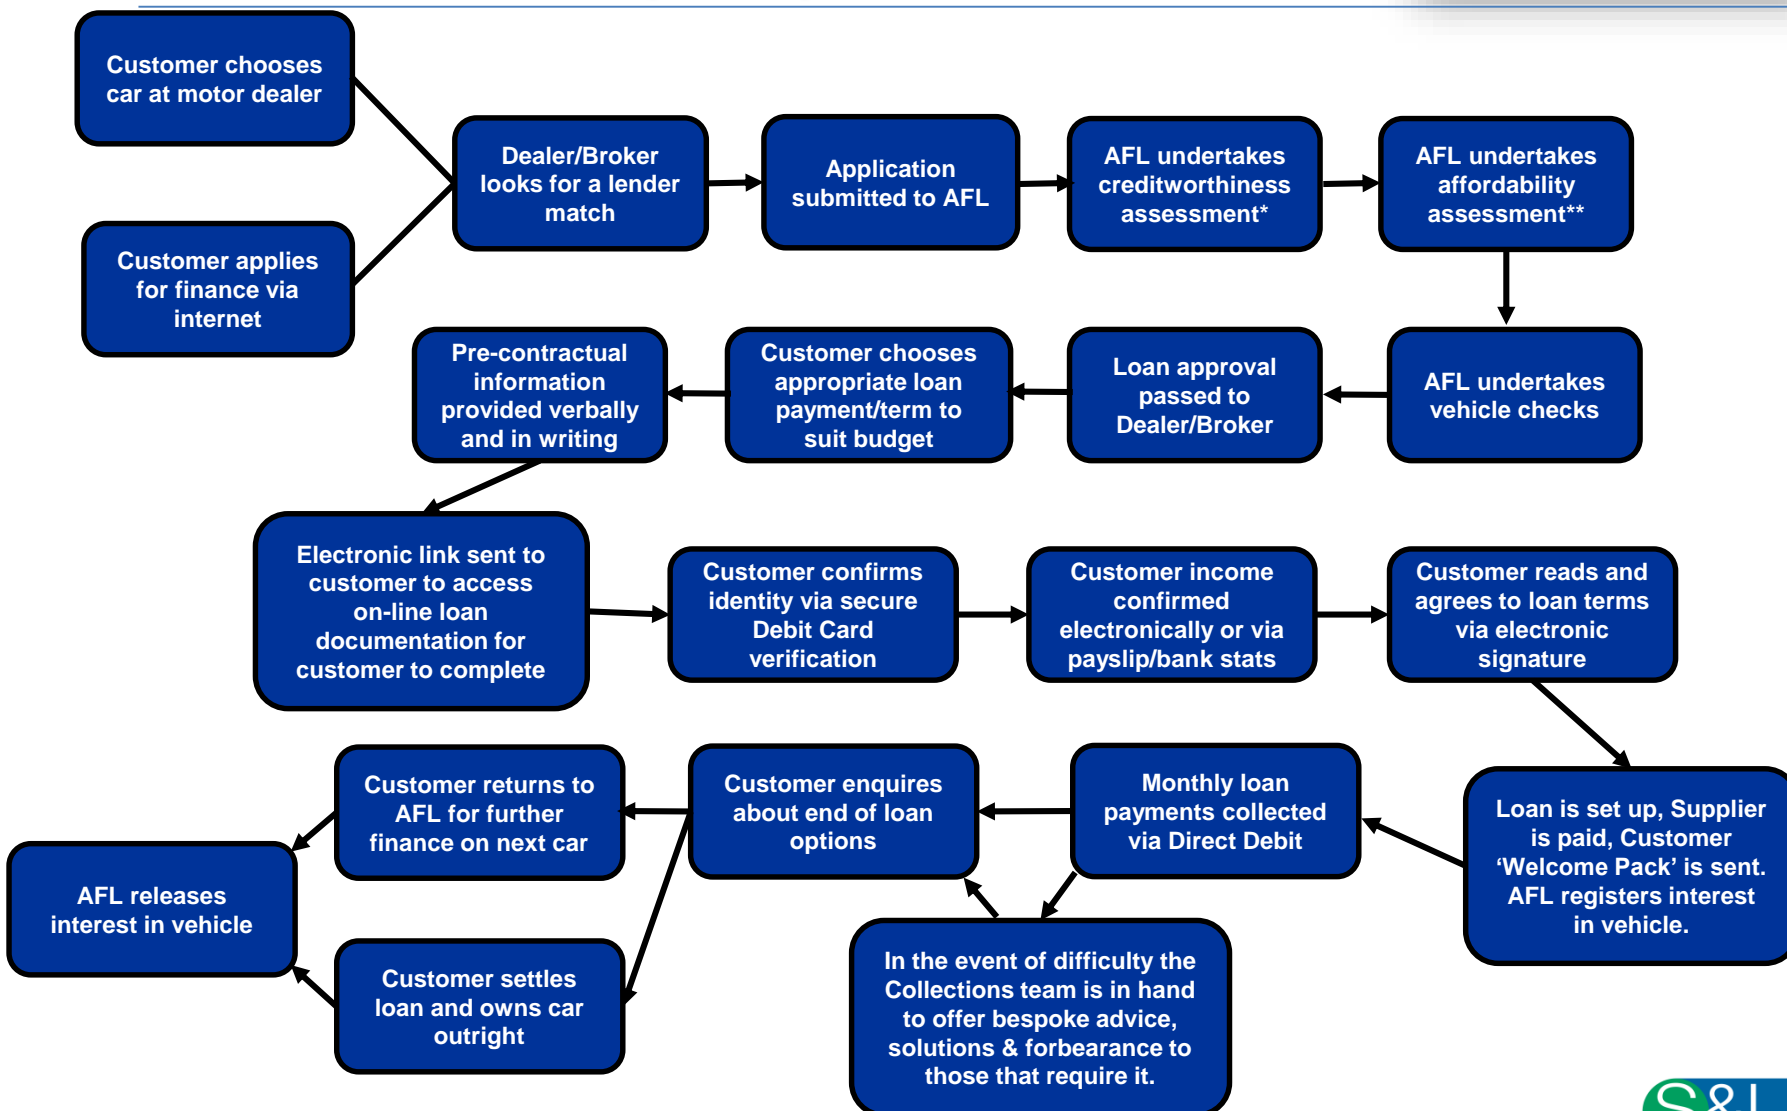 Customer chooses
car at motor dealer
Customer applies
for finance via
internet
Dealer/Broker
looks for a lender
match
Application
submitted to AFL
AFL undertakes
creditworthiness
assessment*
AFL undertakes
affordability
assessment**
AFL undertakes
vehicle checks
Loan approval
passed to
Dealer/Broker
Customer chooses
appropriate loan
payment/term to
suit budget
Pre-contractual
information
provided verbally
and in writing
Electronic link sent to
customer to access
on-line loan
documentation for
customer to complete
Customer confirms
identity via secure
Debit Card
verification
Customer income
confirmed
electronically or via
payslip/bank stats
Customer reads and
agrees to loan terms
via electronic
signature
Loan is set up, Supplier
is paid, Customer
‘Welcome Pack’ is sent.
AFL registers interest
in vehicle.
Monthly loan
payments collected
via Direct Debit
In the event of difficulty the
Collections team is in hand
to offer bespoke advice,
solutions & forbearance to
those that require it.
Customer enquires
about end of loan
options
Customer returns to
AFL for further
finance on next car
Customer settles
loan and owns car
outright
AFL releases
interest in vehicle